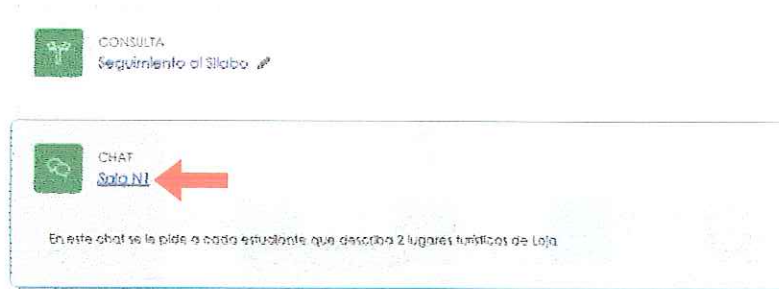 CONSULTA
Seguimiento al Sílabo
CHAT
Sala N1
En este chat se le pide a cada estudiante que describa 2 lugares turísticos de Loja